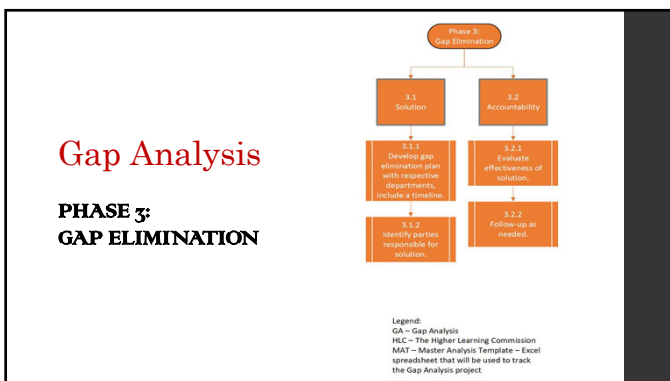 Gap Analysis
PHASE 3:
GAP ELIMINATION
Phase 3:
Gap Elimination
3.1
Solution
3.1.1
Develop gap
elimination plan
with respective
departments,
include a timeline.
3.1.2
Identify parties
responsible for
solution.
3.2
Accountability
3.2.1
Evaluate
effectiveness of
solution.
3.2.2
Follow-up as
needed.
Legend:
GA – Gap Analysis
HLC – The Higher Learning Commission
MAT – Master Analysis Template – Excel
spreadsheet that will be used to track
the Gap Analysis project